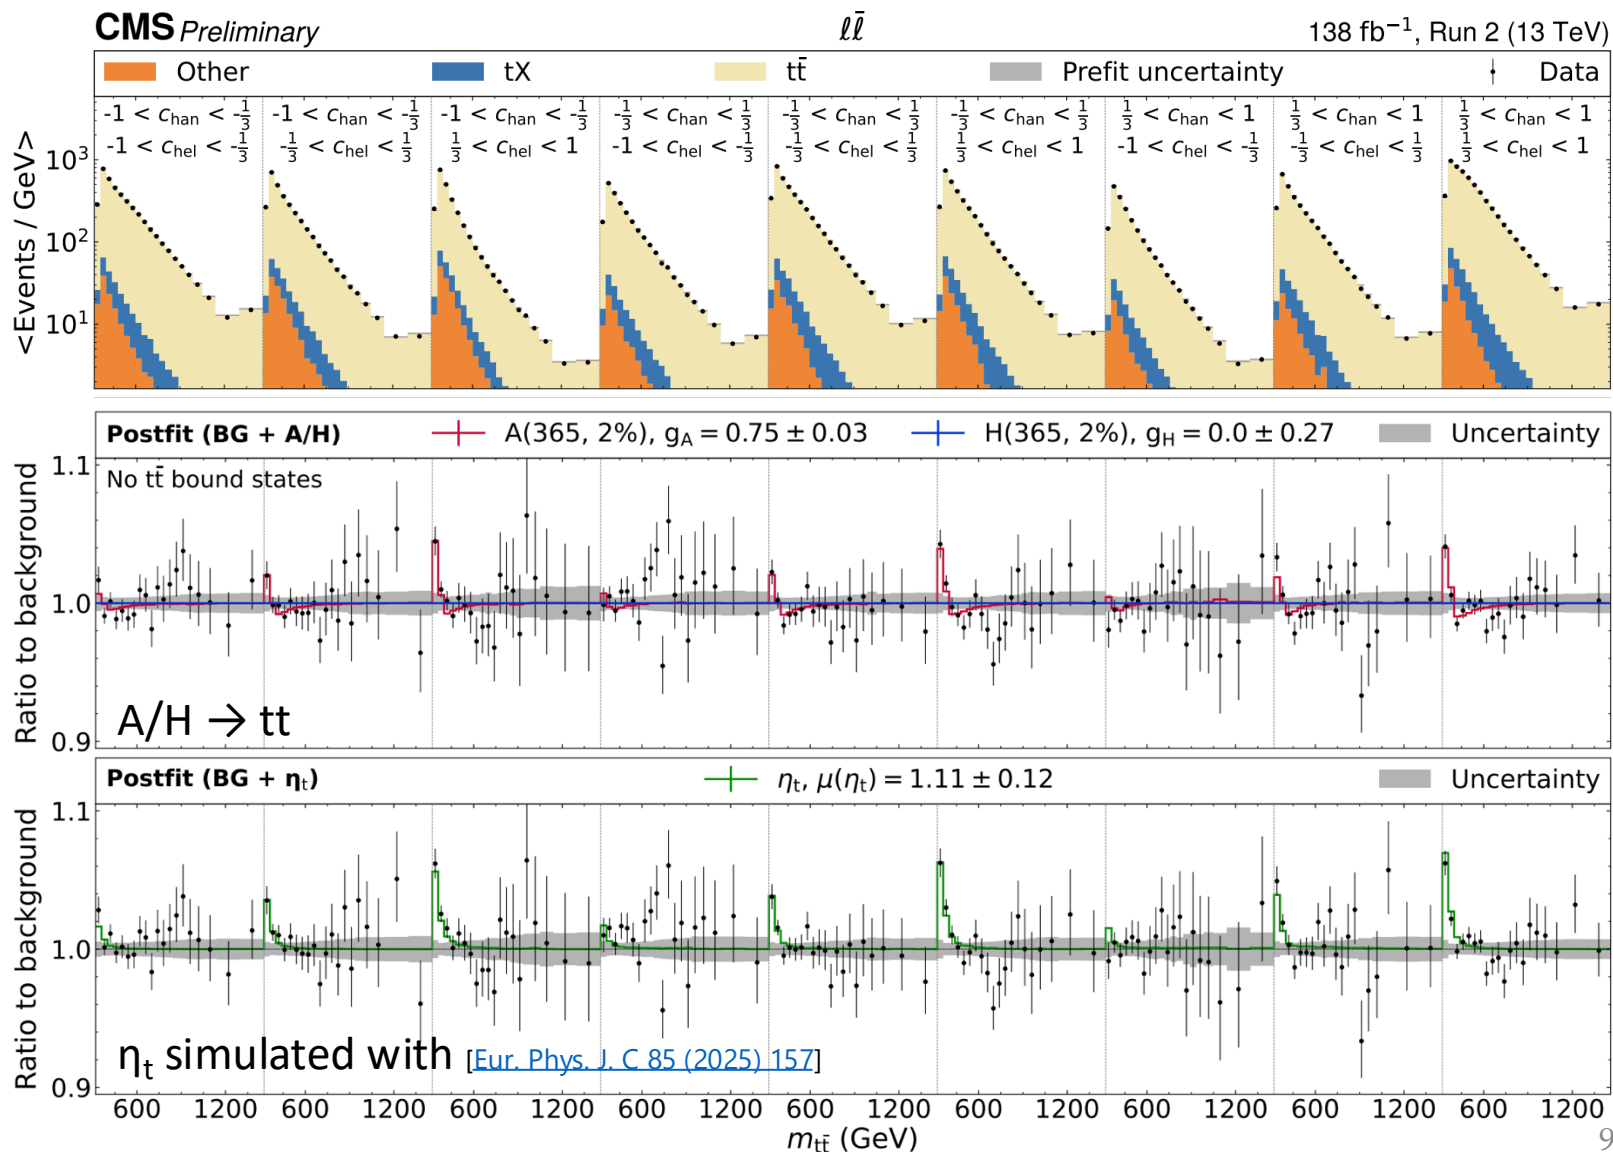 CMS Preliminary ℓℓ̄ 138 fb⁻¹, Run 2 (13 TeV)
Other tX tt̄ Prefit uncertainty Data
-1 < c_han < -1/3 -1 < c_han < -1/3 -1 < c_han < -1/3 -1/3 < c_han < 1/3 -1/3 < c_han < 1/3 -1/3 < c_han < 1/3 1/3 < c_han < 1 1/3 < c_han < 1 1/3 < c_han < 1
-1 < c_hel < -1/3 -1/3 < c_hel < 1/3 1/3 < c_hel < 1 -1 < c_hel < -1/3 -1/3 < c_hel < 1/3 1/3 < c_hel < 1 -1 < c_hel < -1/3 -1/3 < c_hel < 1/3 1/3 < c_hel < 1
<Events / GeV>
10³
10²
10¹
Postfit (BG + A/H) A(365, 2%), g_A = 0.75 ± 0.03 H(365, 2%), g_H = 0.0 ± 0.27 Uncertainty
No tt̄ bound states
Ratio to background
1.1
1.0
0.9
A/H → tt
Postfit (BG + η_t) η_t, μ(η_t) = 1.11 ± 0.12 Uncertainty
Ratio to background
1.1
1.0
0.9
η_t simulated with [Eur. Phys. J. C 85 (2025) 157]
600 1200 600 1200 600 1200 600 1200 600 1200 600 1200 600 1200 600 1200 600 1200
m_tt̄ (GeV)
9